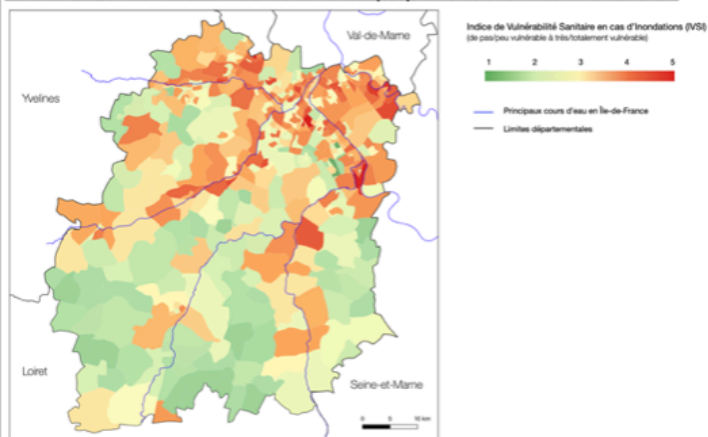 Indice de Vulnérabilité Sanitaire en cas d'Inondations (IVSI)
(de pas/peu vulnérable à très/totalement vulnérable)
1 2 3 4 5
Principaux cours d'eau en Île-de-France
Limites départementales
Val-de-Marne
Yvelines
Loiret
Seine-et-Marne
0 5 10 km